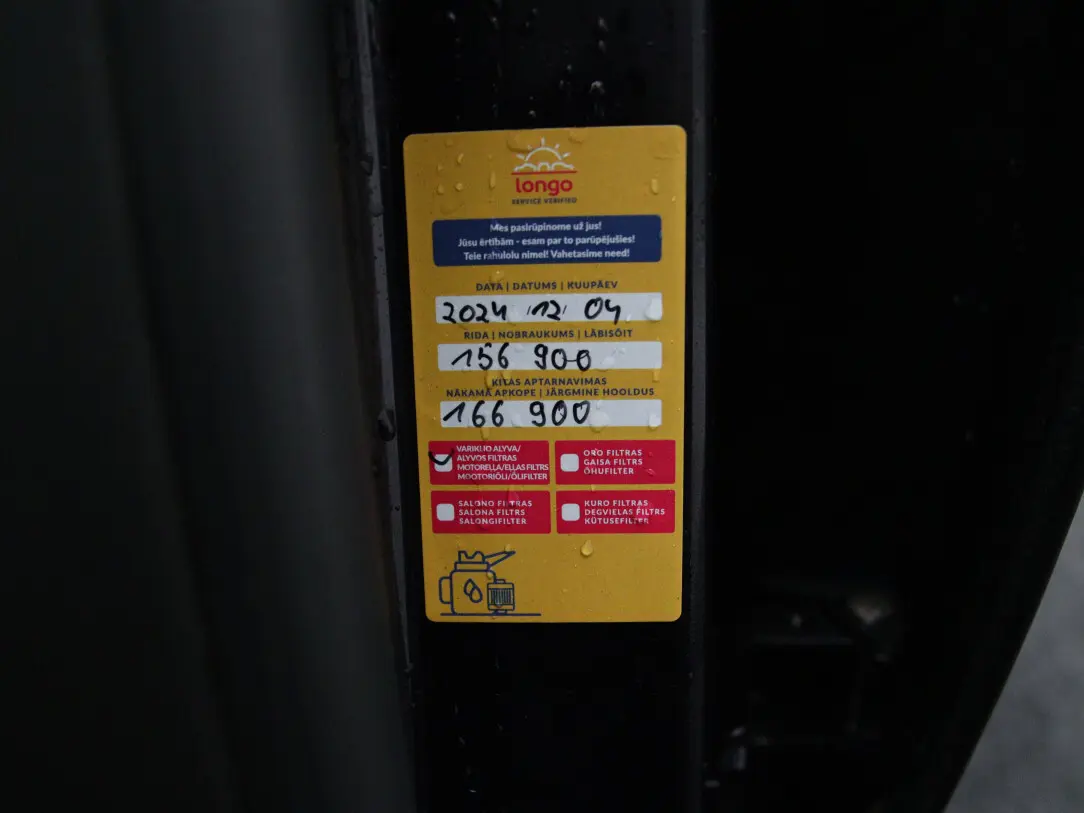 longo
SERVICE VERIFIED
Mes pasirūpinome už jus!
Jūsu ērtībām - esam par to parūpējušies!
Teie rahuloiu nimel! Vahetasime need!
DATA | DATUMS | KUUPÄEV
2024 12 04
RIDA | NOBRAUKUMS | LÄBISÕIT
156 900
KITAS APTARNAVIMAS
NĀKAMĀ APKOPE | JÄRGMINE HOOLDUS
166 900
VARIKLIO ALYVA/
ALYVOS FILTRAS
MOTOREĻĻA/EĻĻAS FILTRS
MOOTORIÕLI/ÕLIFILTER
ORO FILTRAS
GAISA FILTRS
ÕHUFILTER
SALONO FILTRAS
SALONA FILTRS
SALONGIFILTER
KURO FILTRAS
DEGVIELAS FILTRS
KÜTUSEFILTER